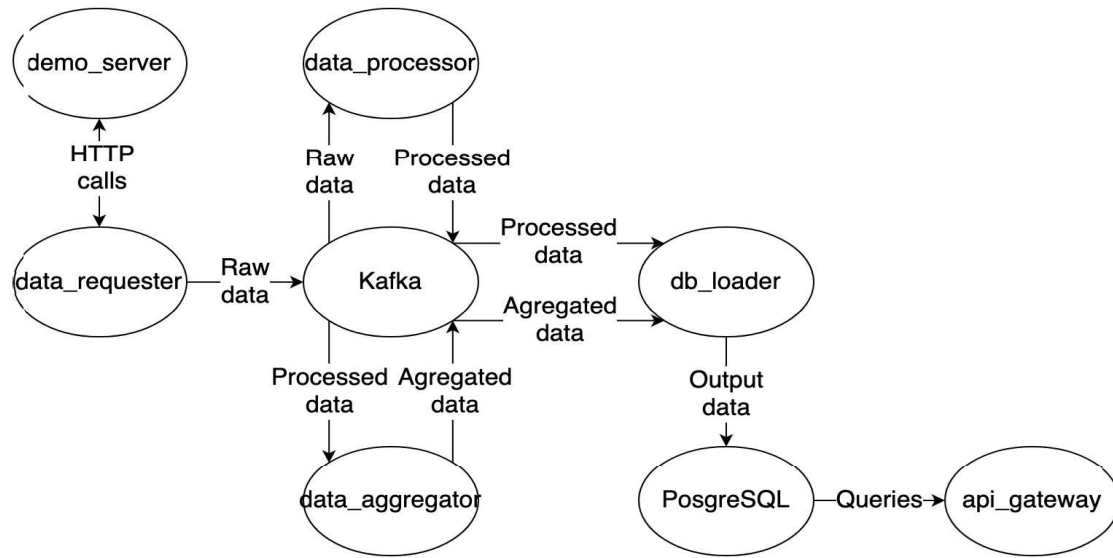 demo_server
data_processor
HTTP
calls
Raw
data
Processed
data
data_requester
Raw
data
Kafka
Processed
data
Agregated
data
db_loader
Processed
data
Agregated
data
Output
data
data_aggregator
PosgreSQL
Queries
api_gateway